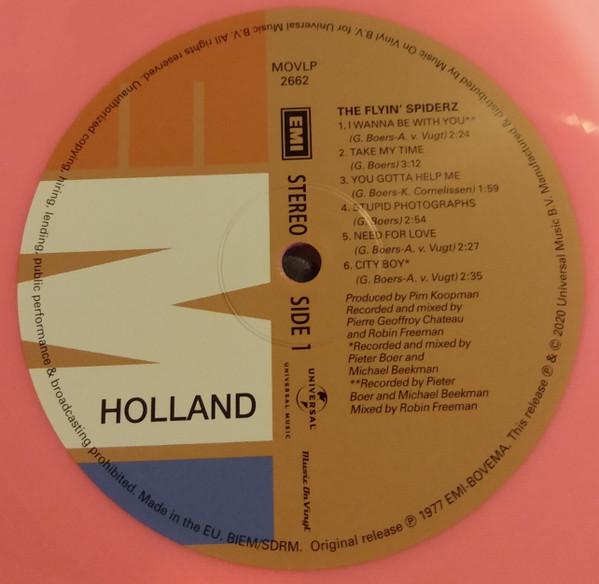 MOVLP
2662
EMI
STEREO
SIDE 1
THE FLYIN' SPIDERZ
1. I WANNA BE WITH YOU**
(G. Boers-A. v. Vugt) 2:24
2. TAKE MY TIME
(G. Boers) 3:12
3. YOU GOTTA HELP ME
(G. Boers-K. Cornelissen) 1:59
4. STUPID PHOTOGRAPHS
(G. Boers) 2:54
5. NEED FOR LOVE
(G. Boers-A. v. Vugt) 2:27
6. CITY BOY*
(G. Boers-A. v. Vugt) 2:35
Produced by Pim Koopman
Recorded and mixed by
Pierre Geoffroy Chateau
and Robin Freeman
*Recorded and mixed by
Pieter Boer and
Michael Beekman
**Recorded by Pieter
Boer and Michael Beekman
Mixed by Robin Freeman
HOLLAND
UNIVERSAL
UNIVERSAL MUSIC
Music On Vinyl
Original release ℗ 1977 EMI-BOVEMA. This release ℗ & © 2020 Universal Music B.V. Manufactured & distributed by Music On Vinyl B.V. for Universal Music B.V. All rights reserved. Unauthorized copying, hiring, lending, public performance & broadcasting prohibited. Made in the EU. BIEM/SDRM.